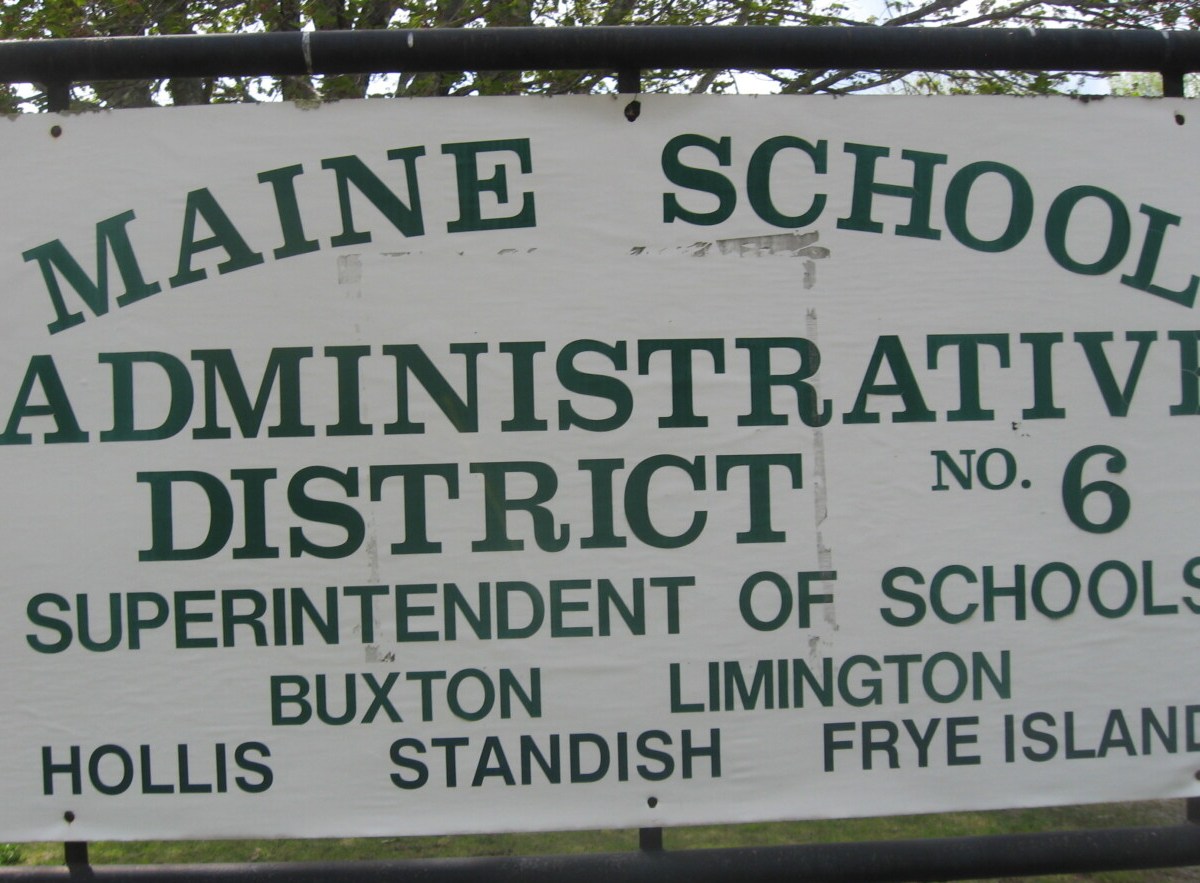 MAINE SCHOOL
ADMINISTRATIVE
DISTRICT NO. 6
SUPERINTENDENT OF SCHOOLS
BUXTON LIMINGTON
HOLLIS STANDISH FRYE ISLAND